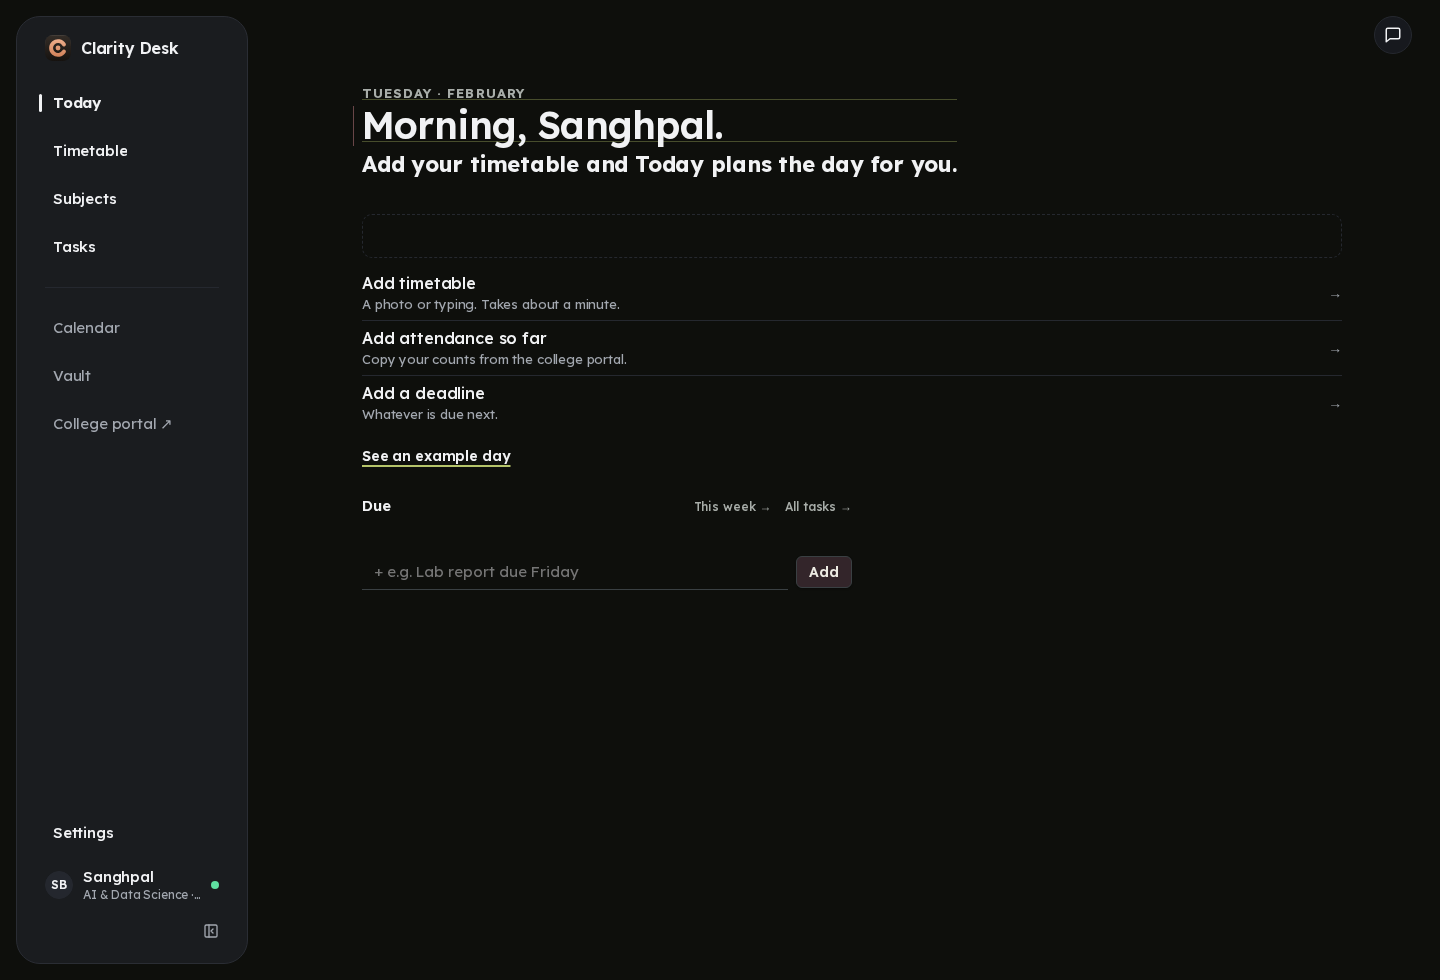 Clarity Desk
Today
Timetable
Subjects
Tasks
Calendar
Vault
College portal ↗
Settings
SB
Sanghpal
AI & Data Science ·…
TUESDAY · FEBRUARY
Morning, Sanghpal.
Add your timetable and Today plans the day for you.
Add timetable
A photo or typing. Takes about a minute.
→
Add attendance so far
Copy your counts from the college portal.
→
Add a deadline
Whatever is due next.
→
See an example day
Due
This week → All tasks →
+ e.g. Lab report due Friday
Add